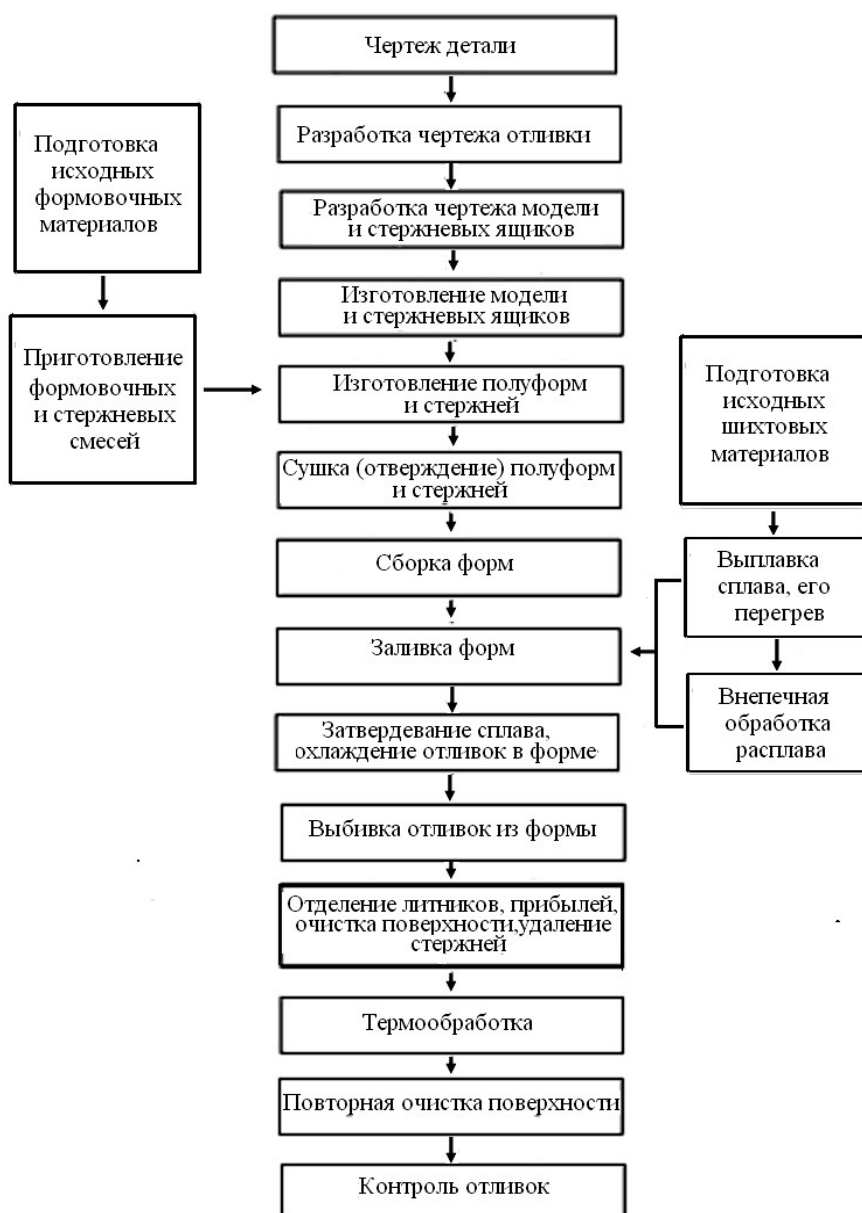 Чертеж детали
Разработка чертежа отливки
Подготовка
исходных
формовочных
материалов
Разработка чертежа модели
и стержневых ящиков
Изготовление модели
и стержневых ящиков
Приготовление
формовочных
и стержневых
смесей
Изготовление полуформ
и стержней
Подготовка
исходных
шихтовых
материалов
Сушка (отверждение) полуформ
и стержней
Сборка форм
Выплавка
сплава, его
перегрев
Заливка форм
Внепечная
обработка
расплава
Затвердевание сплава,
охлаждение отливок в форме
Выбивка отливок из формы
Отделение литников, прибылей,
очистка поверхности,удаление
стержней
Термообработка
Повторная очистка поверхности
Контроль отливок